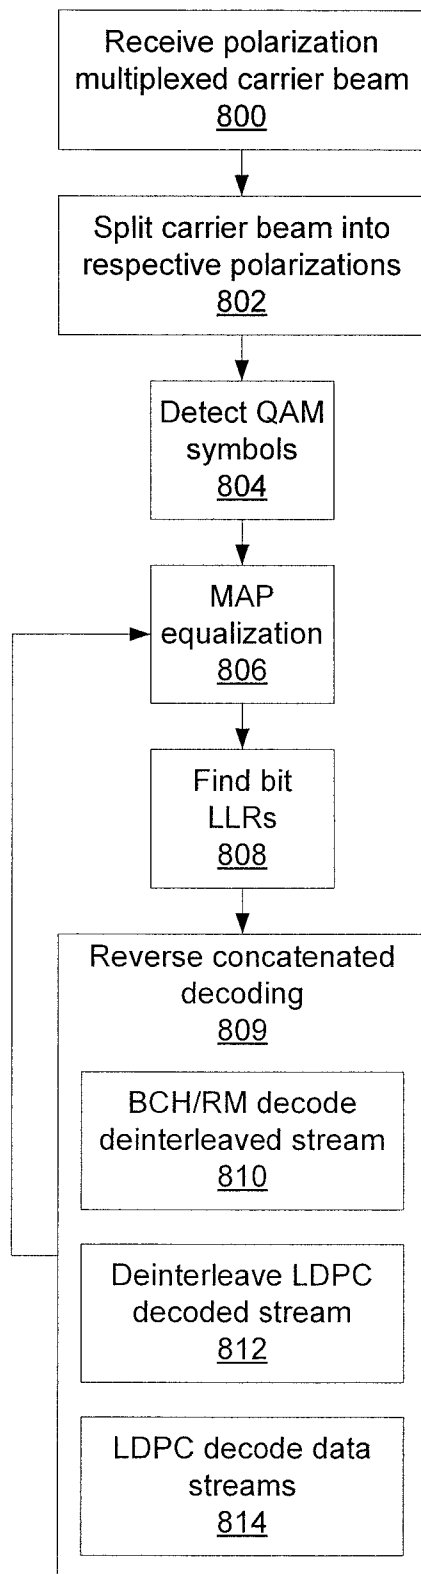 Receive polarization
multiplexed carrier beam
800
Split carrier beam into
respective polarizations
802
Detect QAM
symbols
804
MAP
equalization
806
Find bit
LLRs
808
Reverse concatenated
decoding
809
BCH/RM decode
deinterleaved stream
810
Deinterleave LDPC
decoded stream
812
LDPC decode data
streams
814